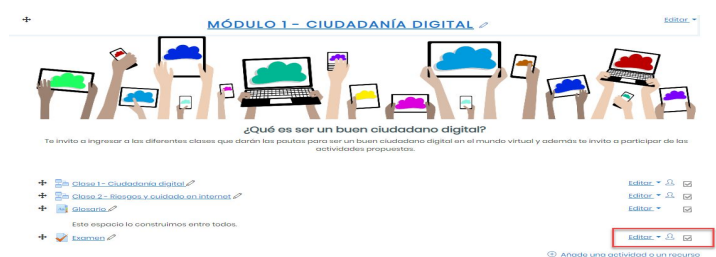 MÓDULO 1 - CIUDADANÍA DIGITAL
Editar
¿Qué es ser un buen ciudadano digital?
Te invito a ingresar a las diferentes clases que darán las pautas para ser un buen ciudadano digital en el mundo virtual y además te invito a participar de las
actividades propuestas.
Clase 1- Ciudadanía digital Editar
Clase 2- Riesgos y cuidado en internet Editar
Glosario Editar
Este espacio lo construimos entre todos.
Examen Editar
Añade una actividad o un recurso